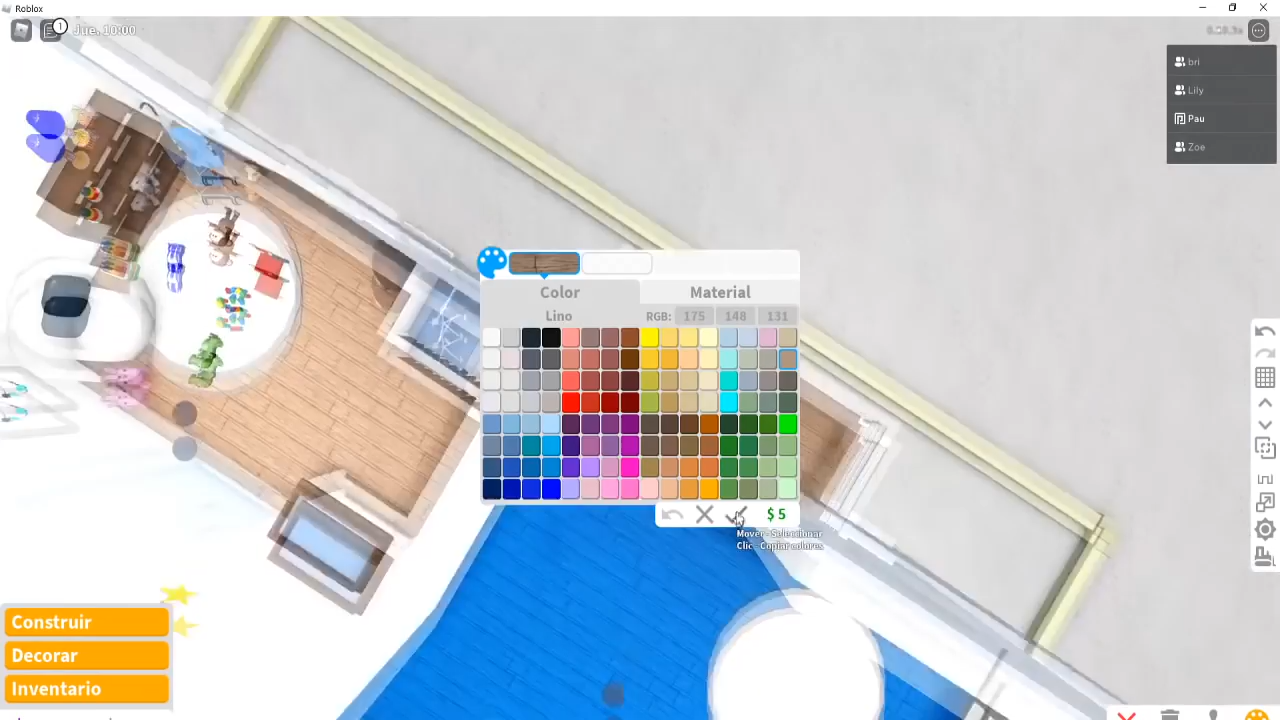 Roblox
1
Jue. 10:00
bri
Lily
Pau
Zoe
Color
Material
Lino
RGB: 175 148 131
$ 5
Mover - Seleccionar
Clic - Copiar colores
Construir
Decorar
Inventario